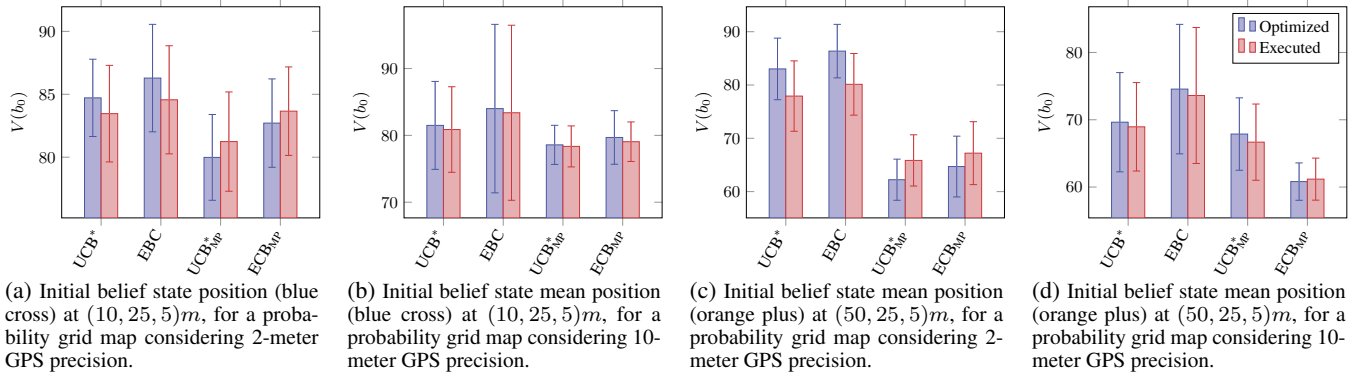 90
85
80
V(b₀)
UCB*
EBC
UCB*MP
ECBMP
(a) Initial belief state position (blue
cross) at (10, 25, 5)m, for a proba-
bility grid map considering 2-meter
GPS precision.
90
80
70
V(b₀)
UCB*
EBC
UCB*MP
ECBMP
(b) Initial belief state mean position
(blue cross) at (10, 25, 5)m, for a
probability grid map considering 10-
meter GPS precision.
90
80
70
60
V(b₀)
UCB*
EBC
UCB*MP
ECBMP
(c) Initial belief state mean position
(orange plus) at (50, 25, 5)m, for a
probability grid map considering 2-
meter GPS precision.
Optimized
Executed
80
70
60
V(b₀)
UCB*
EBC
UCB*MP
ECBMP
(d) Initial belief state mean position
(orange plus) at (50, 25, 5)m, for a
probability grid map considering 10-
meter GPS precision.